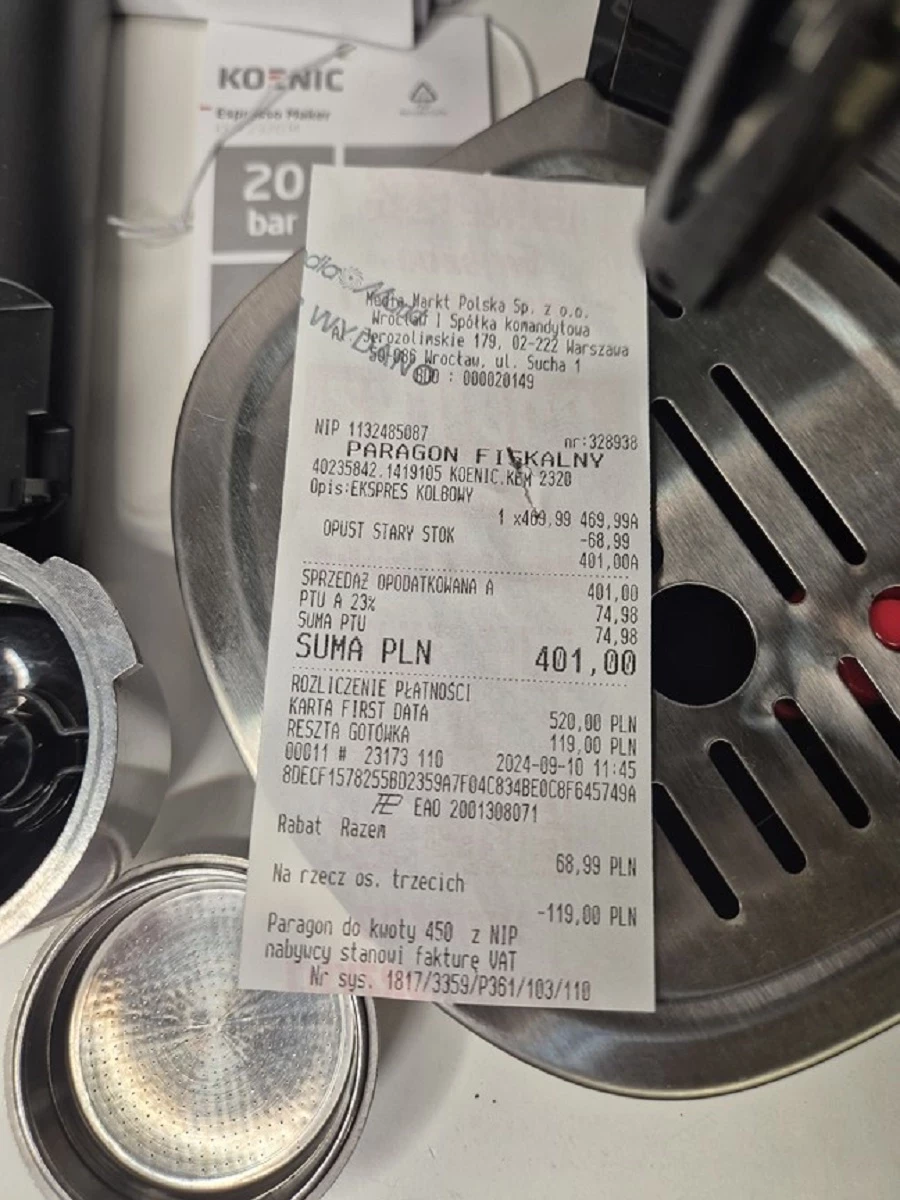 KOENIC
Espresso Maker
20
bar
Media Markt
WYDANO
Media Markt Polska Sp. z o.o.
Wrocław I Spółka komandytowa
Al. Jerozolimskie 179, 02-222 Warszawa
50-086 Wrocław, ul. Sucha 1
BDO : 000020149
NIP 1132485087 nr:328938
PARAGON FISKALNY
40235842.1419105 KOENIC.KEM 2320
Opis:EKSPRES KOLBOWY
1 x469,99 469,99A
OPUST STARY STOK -68,99
401,00A
SPRZEDAŻ OPODATKOWANA A 401,00
PTU A 23% 74,98
SUMA PTU 74,98
SUMA PLN 401,00
ROZLICZENIE PŁATNOŚCI
KARTA FIRST DATA 520,00 PLN
RESZTA GOTÓWKA 119,00 PLN
00011 # 23173 110 2024-09-10 11:45
8DECF1578255BD2359A7F04C834BE0C8F645749A
EAO 2001308071
Rabat Razem
68,99 PLN
Na rzecz os. trzecich
-119,00 PLN
Paragon do kwoty 450 z NIP
nabywcy stanowi fakturę VAT
Nr sys. 1817/3359/P361/103/110